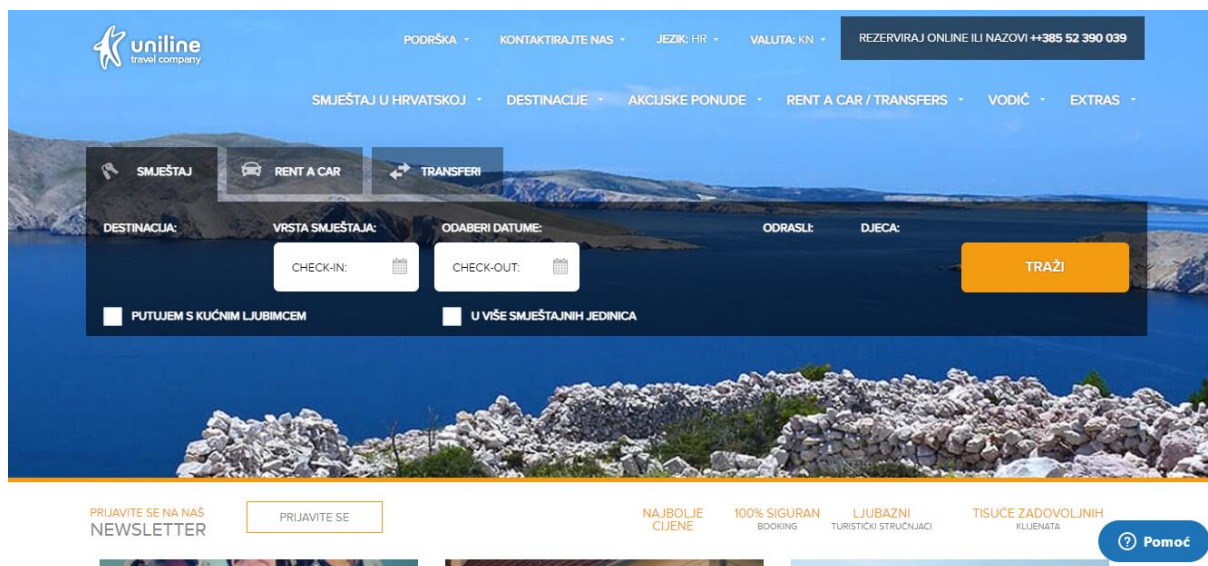 uniline
travel company
PODRŠKA
KONTAKTIRAJTE NAS
JEZIK: HR
VALUTA: KN
REZERVIRAJ ONLINE ILI NAZOVI ++385 52 390 039
SMJEŠTAJ U HRVATSKOJ
DESTINACIJE
AKCIJSKE PONUDE
RENT A CAR / TRANSFERS
VODIČ
EXTRAS
SMJEŠTAJ
RENT A CAR
TRANSFERI
DESTINACIJA:
VRSTA SMJEŠTAJA:
ODABERI DATUME:
ODRASLI:
DJECA:
CHECK-IN:
CHECK-OUT:
TRAŽI
PUTUJEM S KUĆNIM LJUBIMCEM
U VIŠE SMJEŠTAJNIH JEDINICA
PRIJAVITE SE NA NAŠ
NEWSLETTER
PRIJAVITE SE
NAJBOLJE
CIJENE
100% SIGURAN
BOOKING
LJUBAZNI
TURISTIČKI STRUČNJACI
TISUĆE ZADOVOLJNIH
KLIJENATA
Pomoć